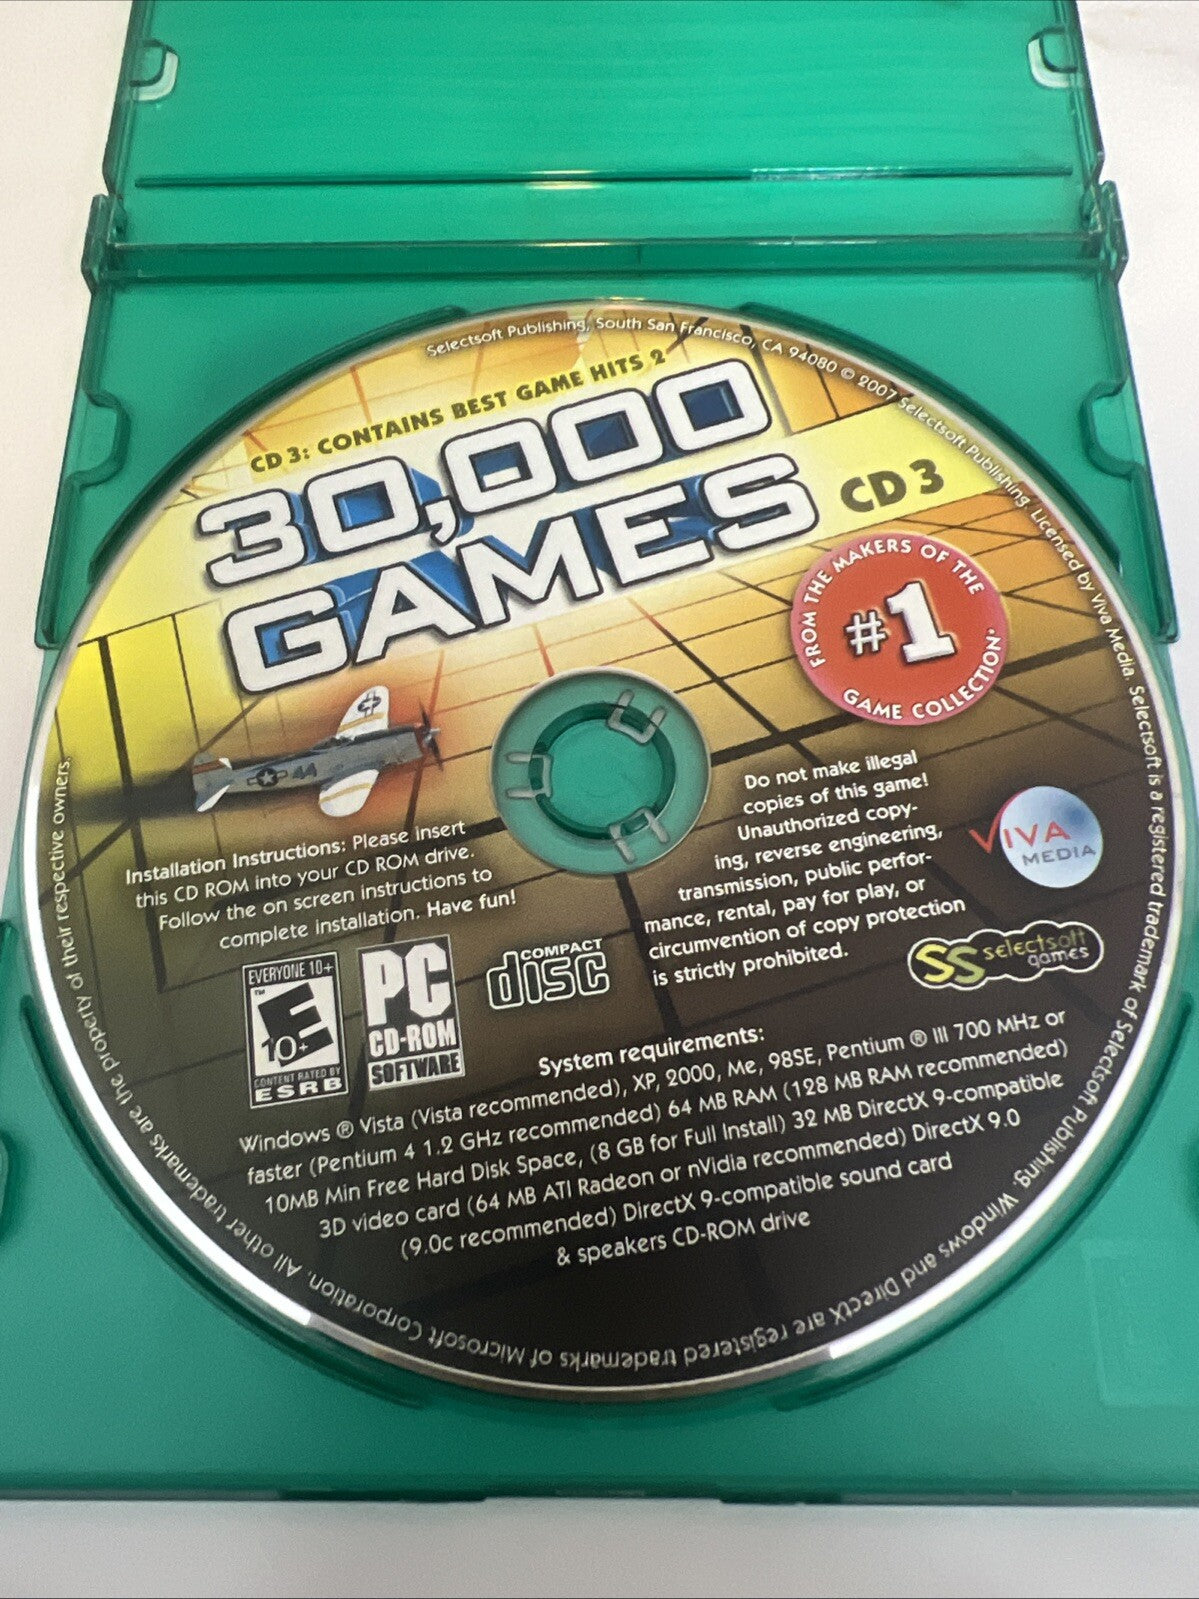 Selectsoft Publishing, South San Francisco, CA 94080 © 2007 Selectsoft Publishing. Licensed by Viva Media. Selectsoft is a registered trademark of Selectsoft Publishing. Windows and DirectX are registered trademarks of Microsoft Corporation. All other trademarks are the property of their respective owners.
CD 3: CONTAINS BEST GAME HITS 2
30,000
GAMES
CD 3
FROM THE MAKERS OF THE
#1
GAME COLLECTION
44
Installation Instructions: Please insert
this CD ROM into your CD ROM drive.
Follow the on screen instructions to
complete installation. Have fun!
Do not make illegal
copies of this game!
Unauthorized copy-
ing, reverse engineering,
transmission, public perfor-
mance, rental, pay for play, or
circumvention of copy protection
is strictly prohibited.
VIVA
MEDIA
SS selectsoft
games
EVERYONE 10+
E
10+
™
CONTENT RATED BY
ESRB
PC
CD-ROM
SOFTWARE
COMPACT
disc
System requirements:
Windows ® Vista (Vista recommended), XP, 2000, Me, 98SE, Pentium ® III 700 MHz or
faster (Pentium 4 1.2 GHz recommended) 64 MB RAM (128 MB RAM recommended)
10MB Min Free Hard Disk Space, (8 GB for Full Install) 32 MB DirectX 9-compatible
3D video card (64 MB ATI Radeon or nVidia recommended) DirectX 9.0
(9.0c recommended) DirectX 9-compatible sound card
& speakers CD-ROM drive